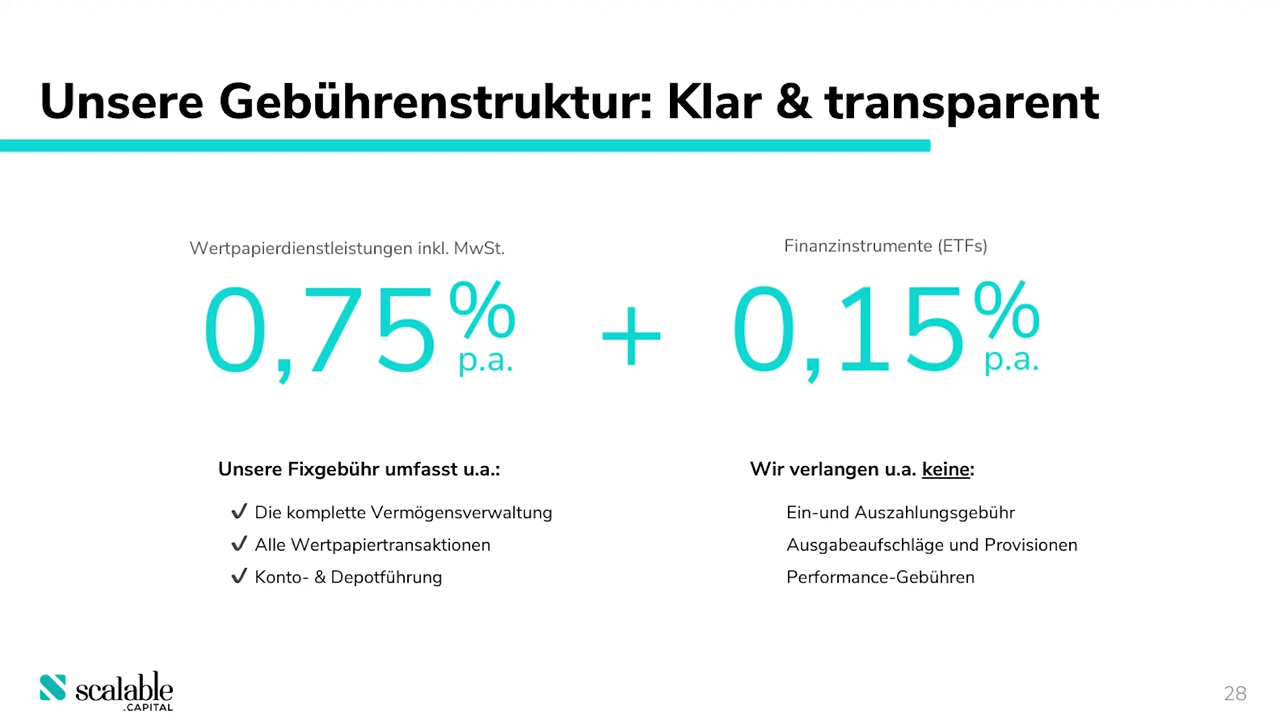 Unsere Gebührenstruktur: Klar & transparent
Wertpapierdienstleistungen inkl. MwSt.
0,75 % p.a.
+
Finanzinstrumente (ETFs)
0,15 % p.a.
Unsere Fixgebühr umfasst u.a.:
✓ Die komplette Vermögensverwaltung
✓ Alle Wertpapiertransaktionen
✓ Konto- & Depotführung
Wir verlangen u.a. keine:
Ein-und Auszahlungsgebühr
Ausgabeaufschläge und Provisionen
Performance-Gebühren
scalable
.CAPITAL
28